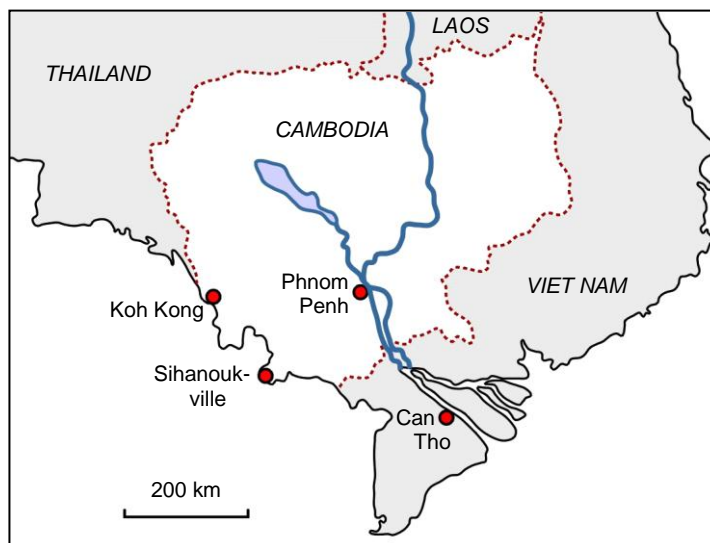 LAOS
THAILAND
CAMBODIA
Phnom
Penh
VIET NAM
Koh Kong
Sihanouk-
ville
Can
Tho
200 km